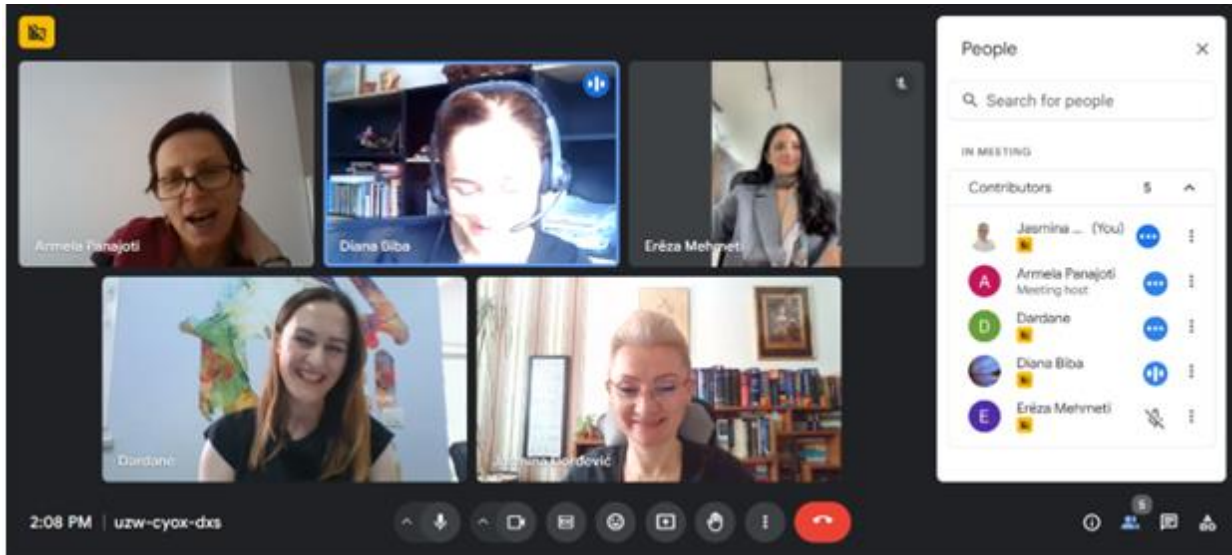 Armela Panajoti
Diana Biba
Erëza Mehmeti
Dardane
Jasmina Đorđević
2:08 PM | uzw-cyox-dxs
5
People
Search for people
IN MEETING
Contributors 5
Jasmina ... (You)
A Armela Panajoti
Meeting host
D Dardane
Diana Biba
E Erëza Mehmeti